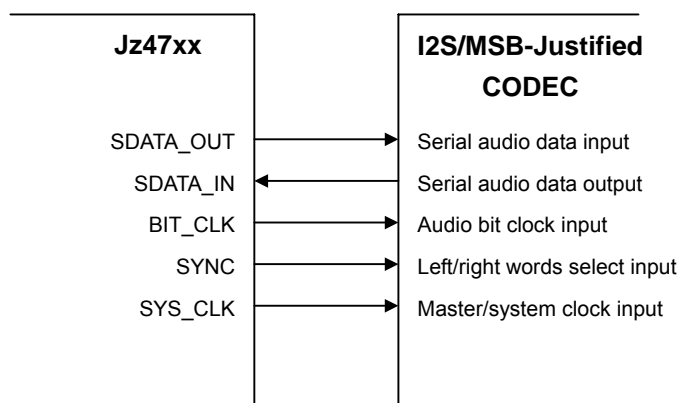 Jz47xx
I2S/MSB-Justified
CODEC
SDATA_OUT
Serial audio data input
SDATA_IN
Serial audio data output
BIT_CLK
Audio bit clock input
SYNC
Left/right words select input
SYS_CLK
Master/system clock input